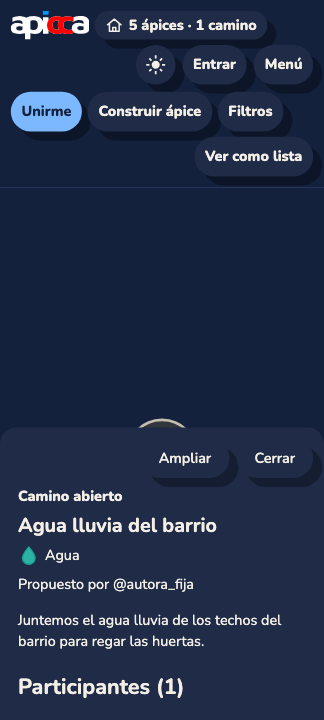 apicca
5 ápices · 1 camino
Entrar
Menú
Unirme
Construir ápice
Filtros
Ver como lista
Ampliar
Cerrar
Camino abierto
Agua lluvia del barrio
Agua
Propuesto por @autora_fija
Juntemos el agua lluvia de los techos del
barrio para regar las huertas.
Participantes (1)